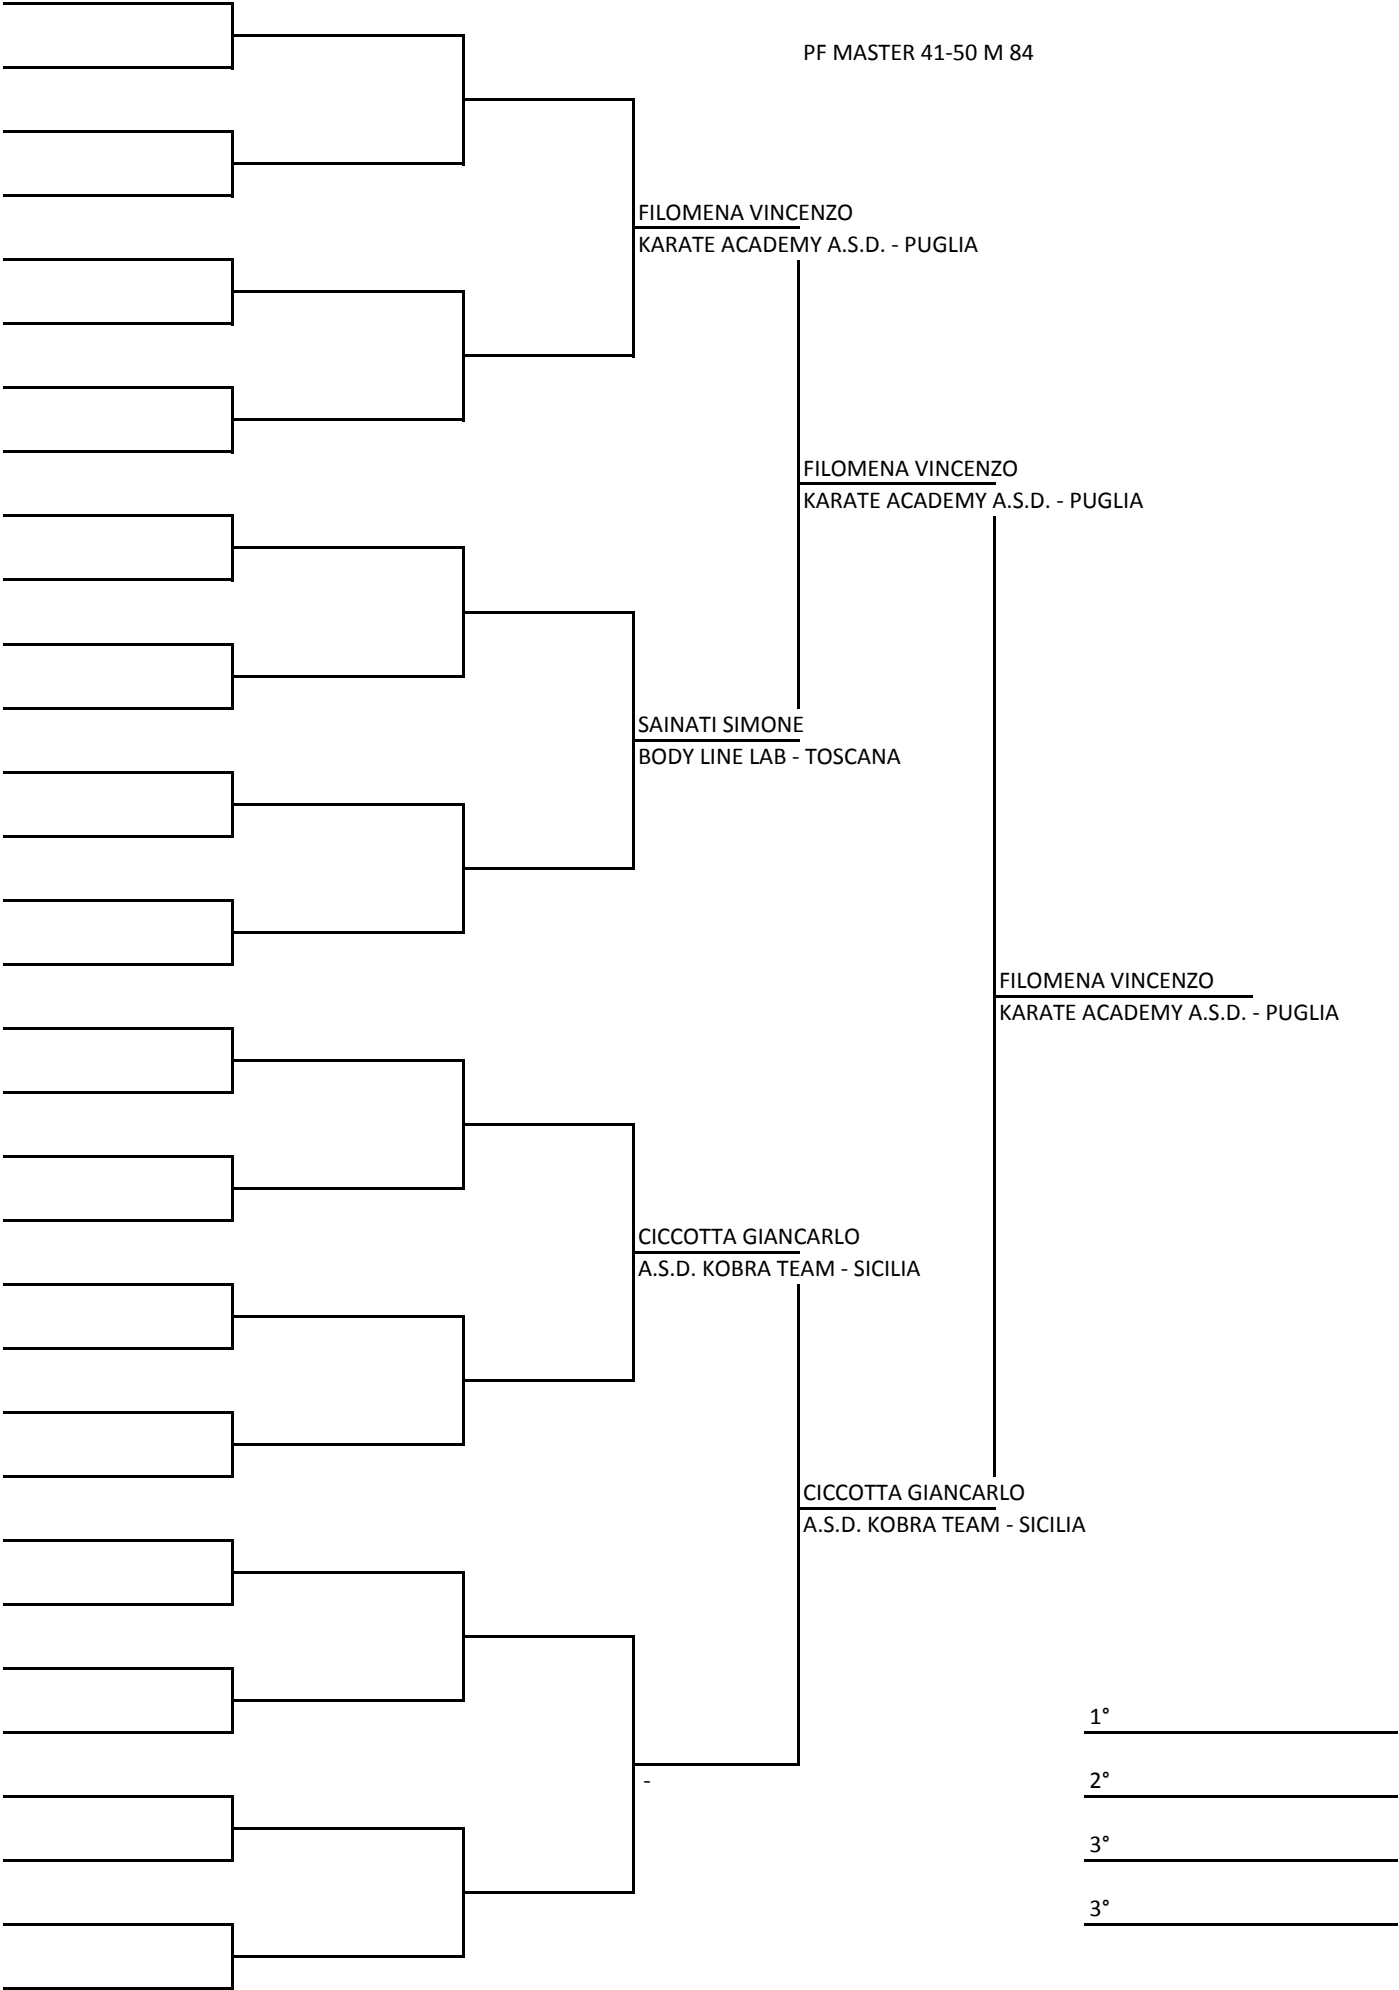 PF MASTER 41-50 M 84
FILOMENA VINCENZO
KARATE ACADEMY A.S.D. - PUGLIA
FILOMENA VINCENZO
KARATE ACADEMY A.S.D. - PUGLIA
SAINATI SIMONE
BODY LINE LAB - TOSCANA
FILOMENA VINCENZO
KARATE ACADEMY A.S.D. - PUGLIA
CICCOTTA GIANCARLO
A.S.D. KOBRA TEAM - SICILIA
CICCOTTA GIANCARLO
A.S.D. KOBRA TEAM - SICILIA
1°
-
2°
3°
3°